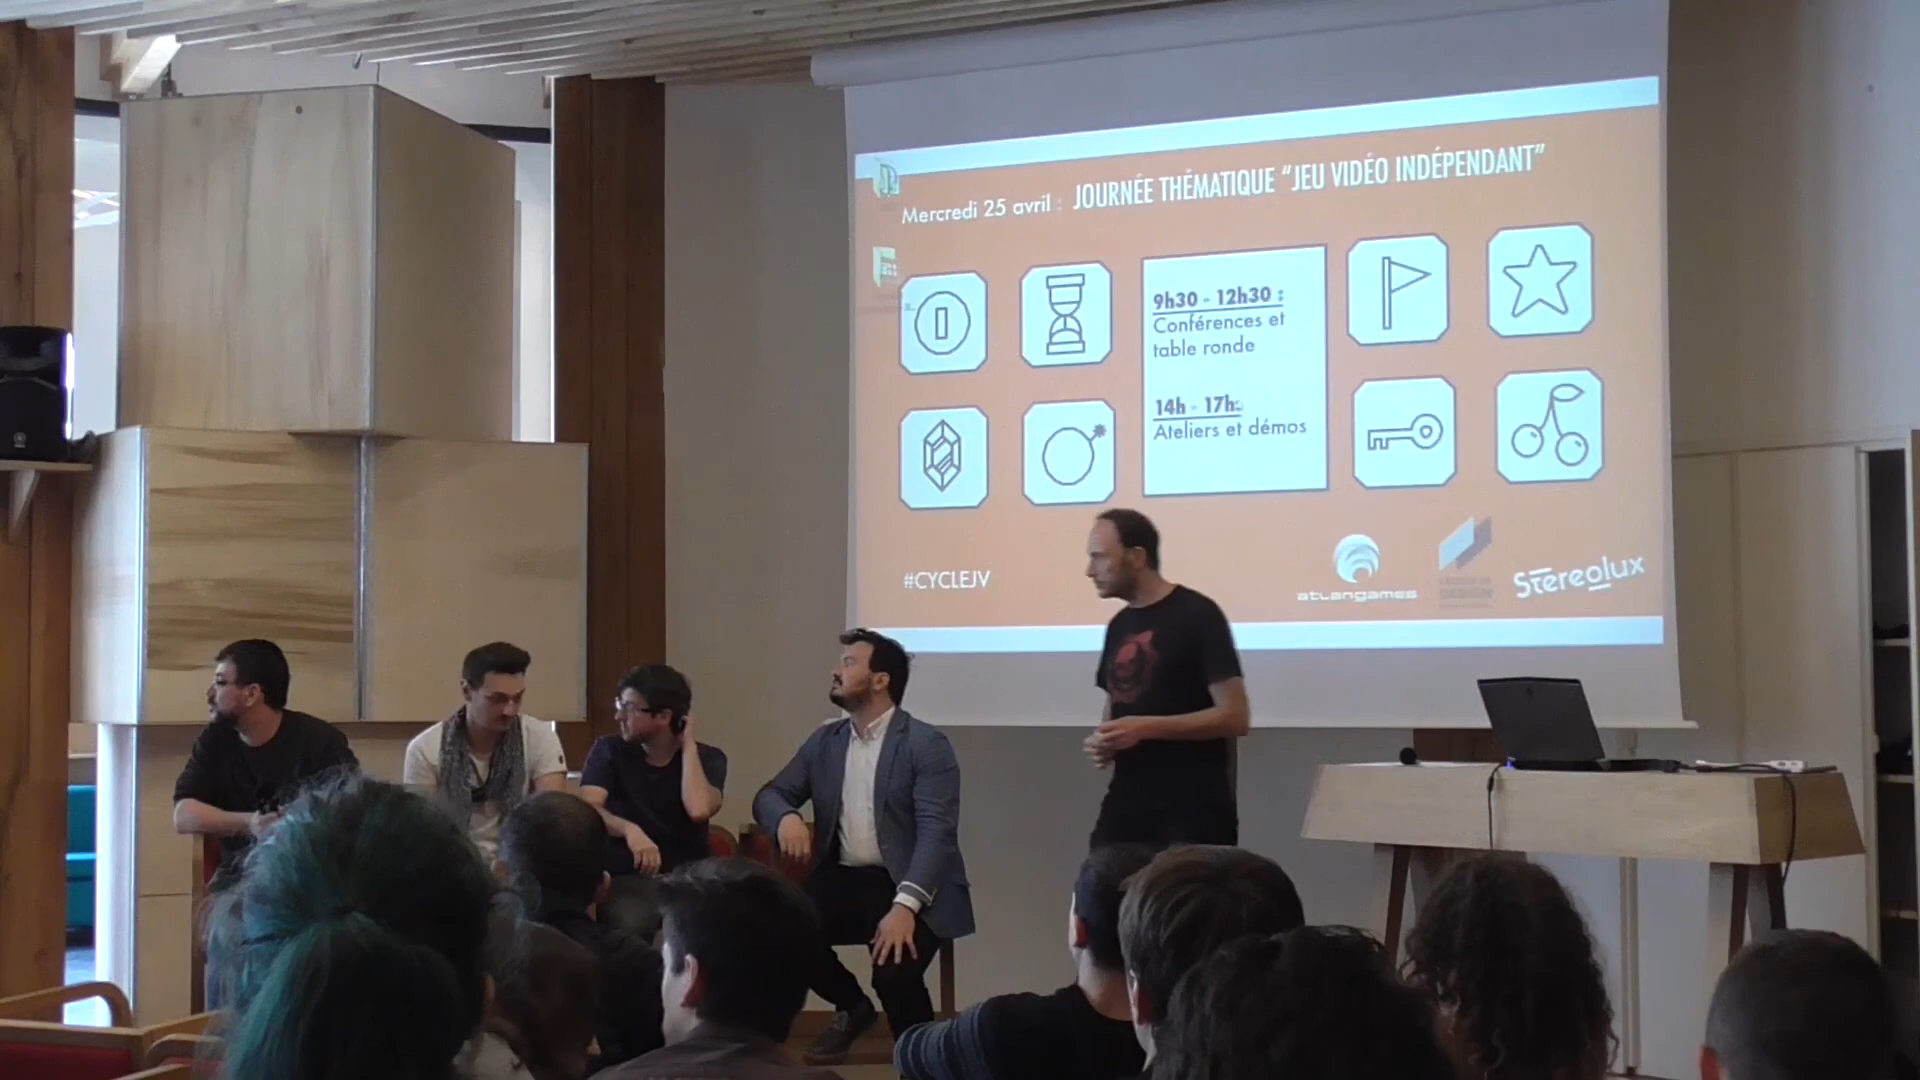 Mercredi 25 avril : JOURNÉE THÉMATIQUE "JEU VIDÉO INDÉPENDANT"
9h30 - 12h30 :
Conférences et
table ronde
14h - 17h:
Ateliers et démos
#CYCLEJV
atlangames
Stereolux